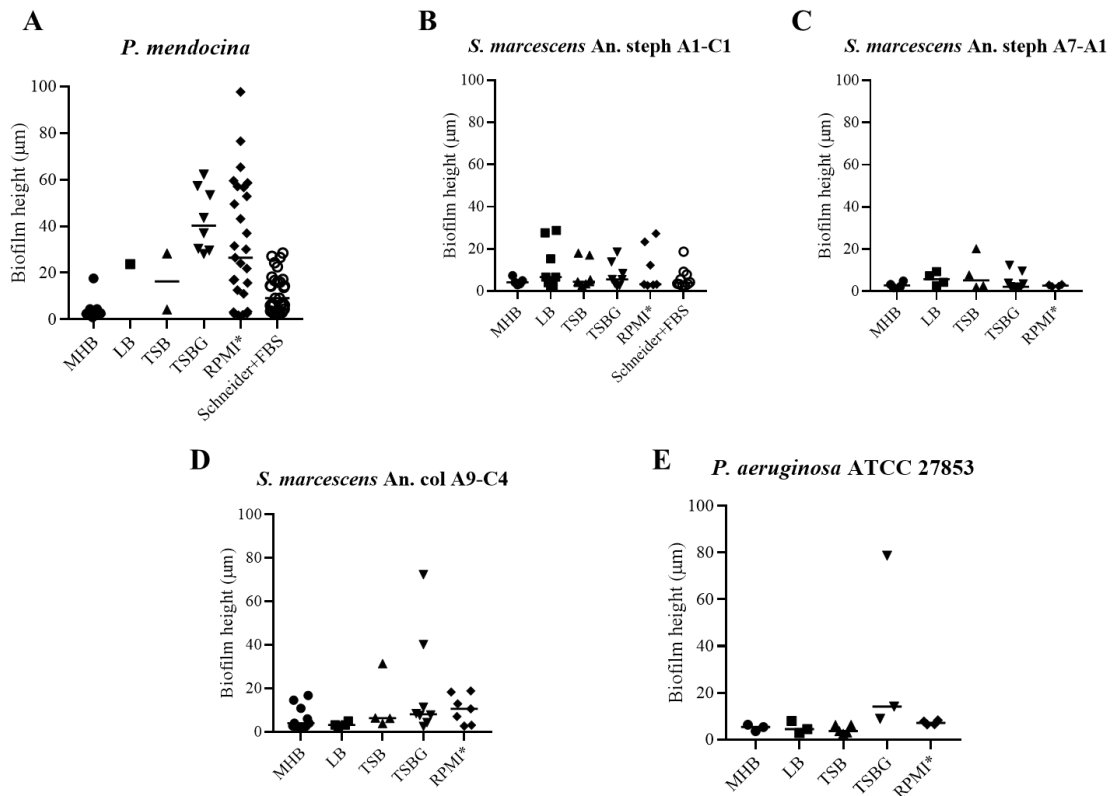 A
P. mendocina
Biofilm height (μm)
100
80
60
40
20
0
MHB
LB
TSB
TSBG
RPMI*
Schneider+FBS
B
S. marcescens An. steph A1-C1
Biofilm height (μm)
100
80
60
40
20
0
MHB
LB
TSB
TSBG
RPMI*
Schneider+FBS
C
S. marcescens An. steph A7-A1
Biofilm height (μm)
100
80
60
40
20
0
MHB
LB
TSB
TSBG
RPMI*
D
S. marcescens An. col A9-C4
Biofilm height (μm)
100
80
60
40
20
0
MHB
LB
TSB
TSBG
RPMI*
E
P. aeruginosa ATCC 27853
Biofilm height (μm)
100
80
60
40
20
0
MHB
LB
TSB
TSBG
RPMI*